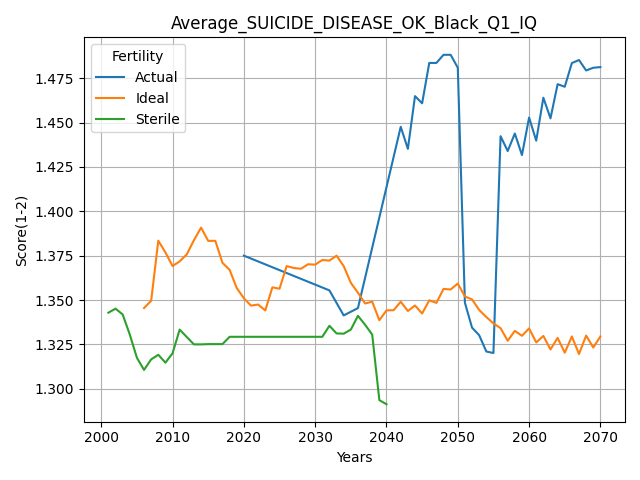 Average_SUICIDE_DISEASE_OK_Black_Q1_IQ
Fertility
Actual
Ideal
Sterile
Score(1-2)
1.475
1.450
1.425
1.400
1.375
1.350
1.325
1.300
2000 2010 2020 2030 2040 2050 2060 2070
Years